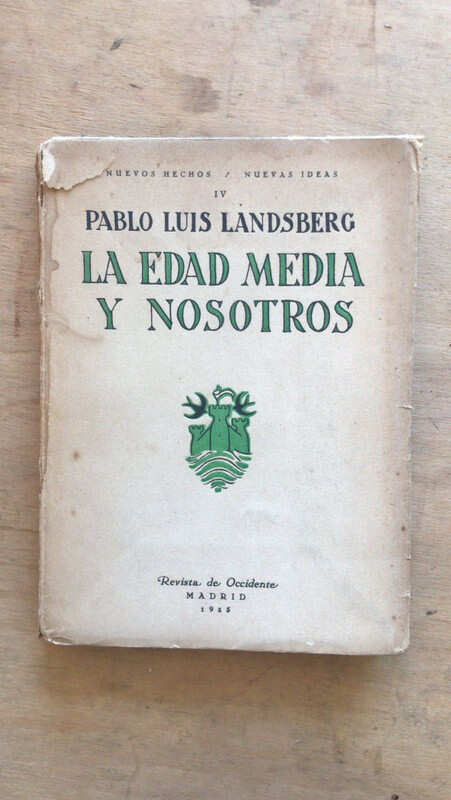 NUEVOS HECHOS / NUEVAS IDEAS
IV
PABLO LUIS LANDSBERG
LA EDAD MEDIA
Y NOSOTROS
Revista de Occidente
MADRID
1925